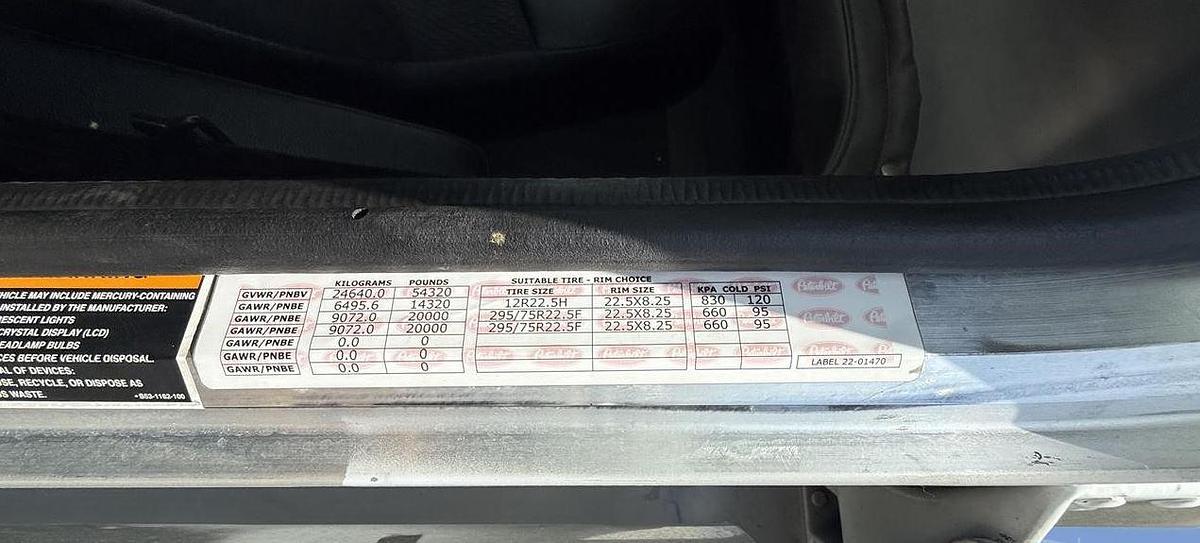 HICLE MAY INCLUDE MERCURY-CONTAINING
INSTALLED BY THE MANUFACTURER:
ESCENT LIGHTS
CRYSTAL DISPLAY (LCD)
EADLAMP BULBS
CES BEFORE VEHICLE DISPOSAL.
AL OF DEVICES:
SE, RECYCLE, OR DISPOSE AS
S WASTE.
S53-1182-100
KILOGRAMS POUNDS SUITABLE TIRE - RIM CHOICE
TIRE SIZE RIM SIZE KPA COLD PSI
GVWR/PNBV 24640.0 54320
GAWR/PNBE 6495.6 14320 12R22.5H 22.5X8.25 830 120
GAWR/PNBE 9072.0 20000 295/75R22.5F 22.5X8.25 660 95
GAWR/PNBE 9072.0 20000 295/75R22.5F 22.5X8.25 660 95
GAWR/PNBE 0.0 0
GAWR/PNBE 0.0 0
GAWR/PNBE 0.0 0
Peterbilt
LABEL 22-01470